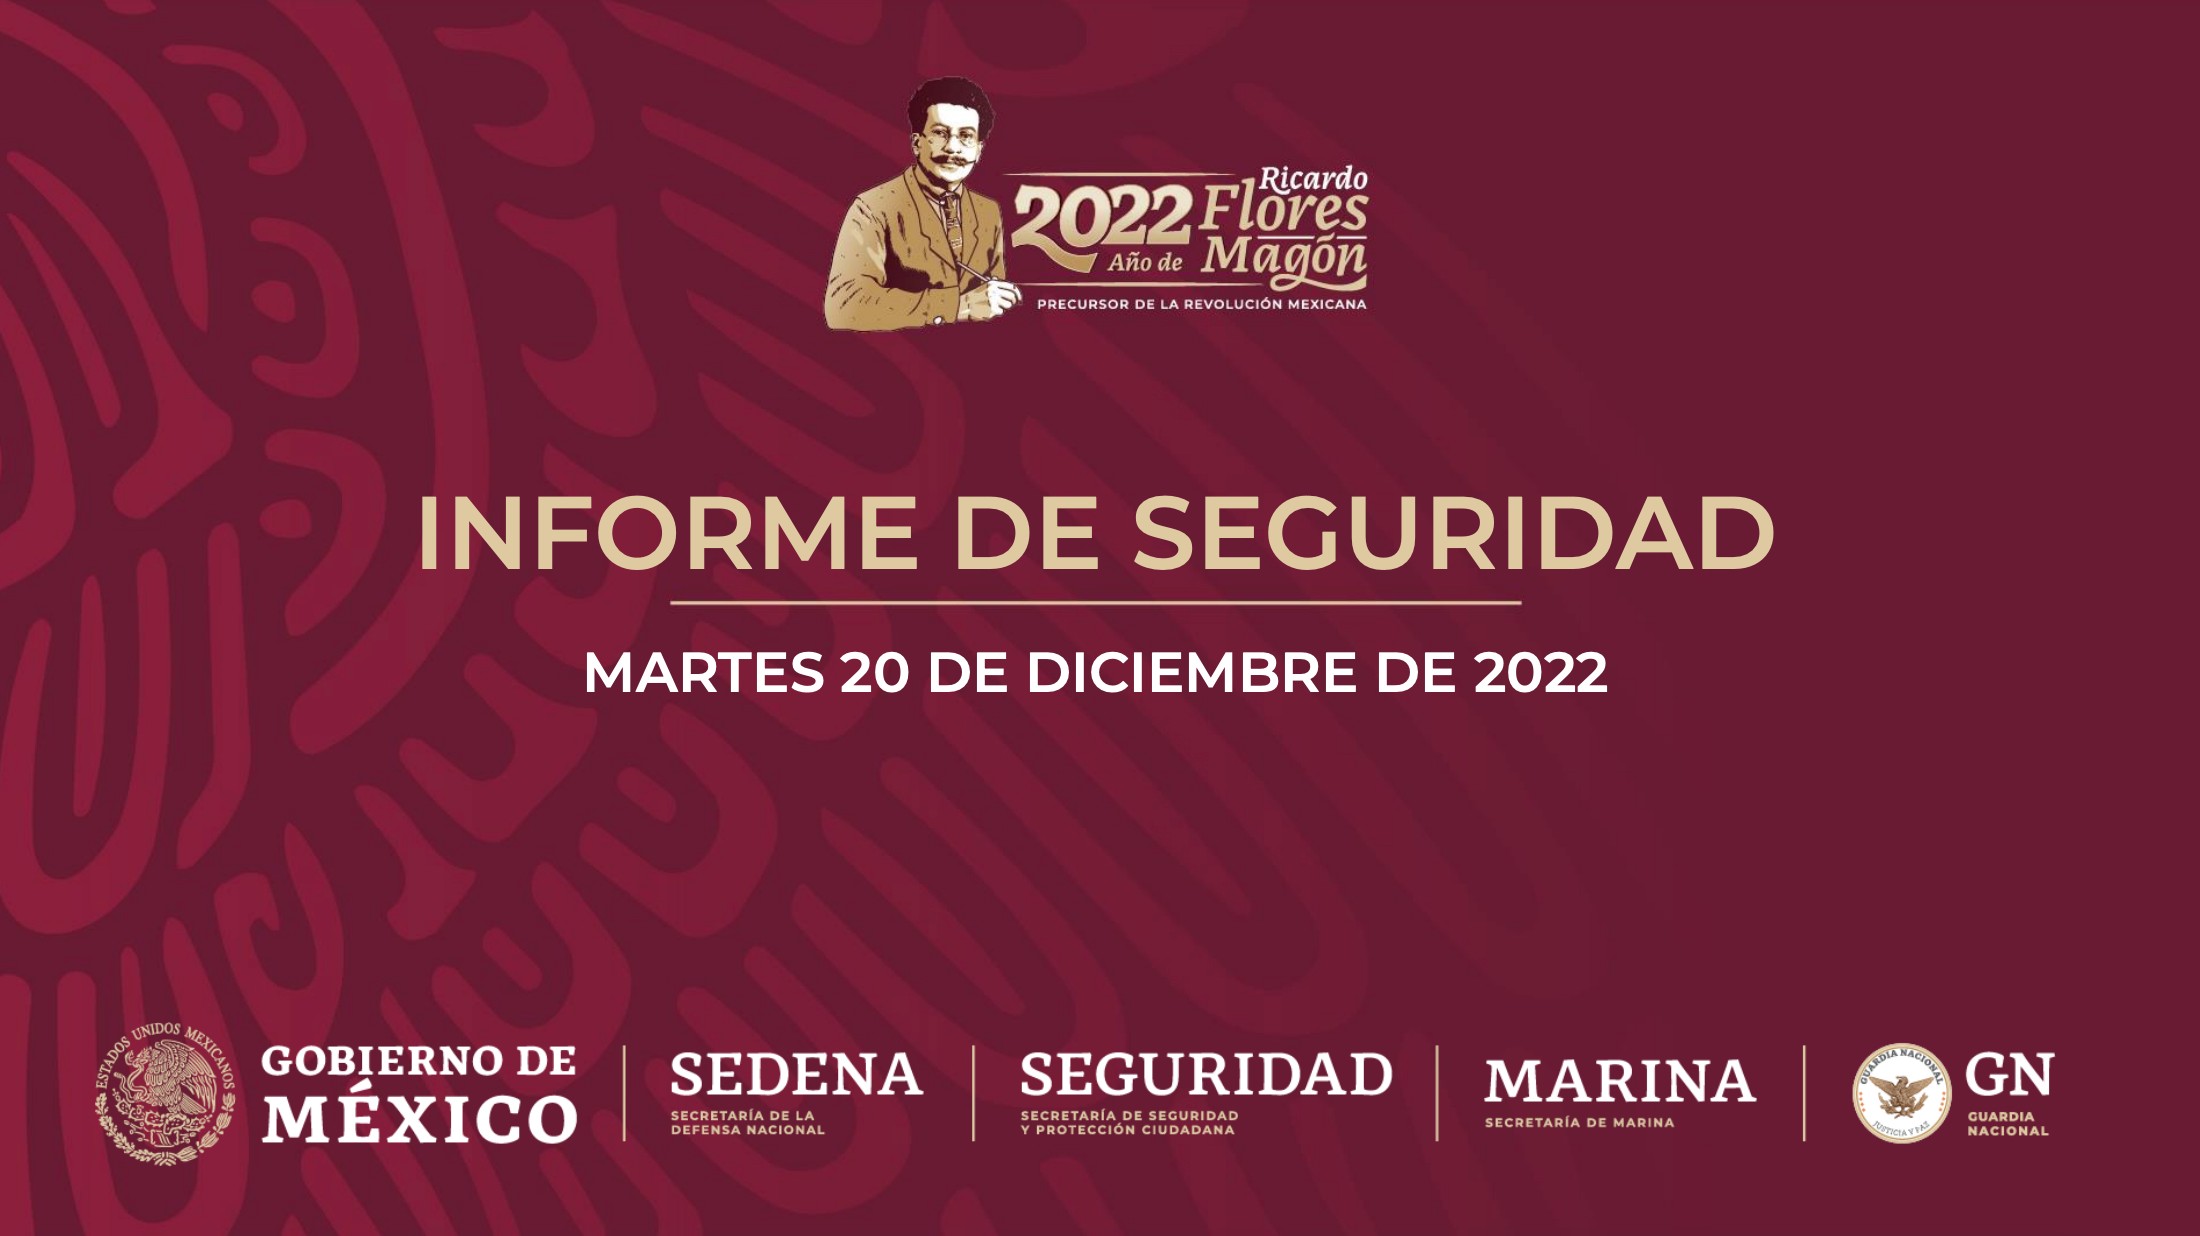 2022
Año de
Ricardo
Flores
Magón
PRECURSOR DE LA REVOLUCIÓN MEXICANA
INFORME DE SEGURIDAD
MARTES 20 DE DICIEMBRE DE 2022
ESTADOS UNIDOS MEXICANOS
GOBIERNO DE
MÉXICO
SEDENA
SECRETARÍA DE LA
DEFENSA NACIONAL
SEGURIDAD
SECRETARÍA DE SEGURIDAD
Y PROTECCIÓN CIUDADANA
MARINA
SECRETARÍA DE MARINA
GUARDIA NACIONAL
JUSTICIA Y PAZ
GN
GUARDIA
NACIONAL